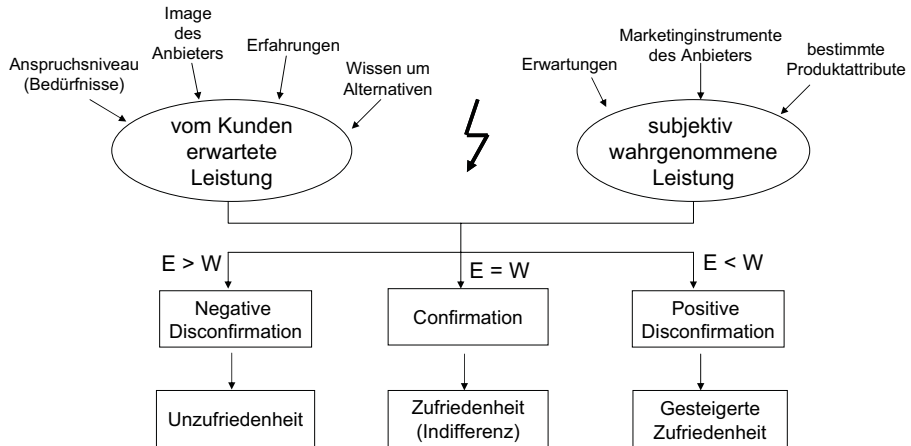 Image
des
Anbieters
Erfahrungen
Anspruchsniveau
(Bedürfnisse)
Wissen um
Alternativen
vom Kunden
erwartete
Leistung
Marketinginstrumente
des Anbieters
Erwartungen
bestimmte
Produktattribute
subjektiv
wahrgenommene
Leistung
E > W
E = W
E < W
Negative
Disconfirmation
Confirmation
Positive
Disconfirmation
Unzufriedenheit
Zufriedenheit
(Indifferenz)
Gesteigerte
Zufriedenheit